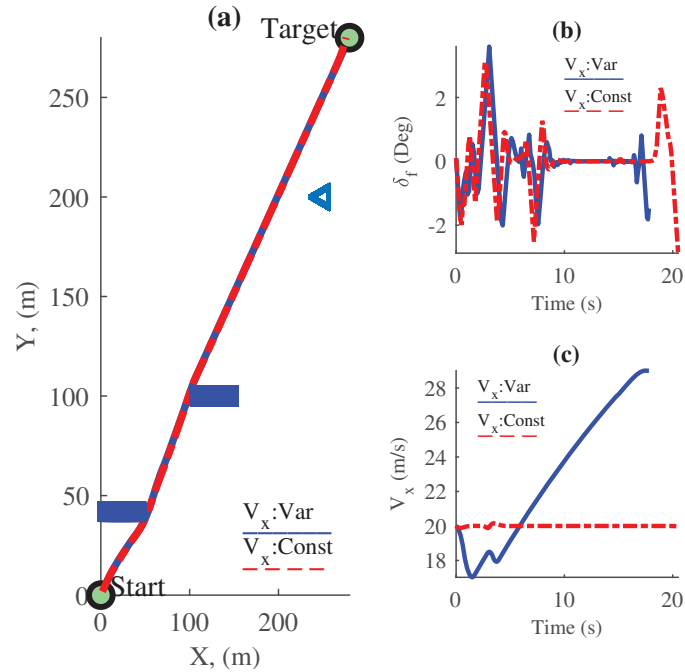 (a)
Target
250
200
150
100
50
0
Start
0
100
200
Y, (m)
X, (m)
V_x:Var
V_x:Const
(b)
V_x:Var
V_x:Const
2
0
-2
δ_f (Deg)
0
10
20
Time (s)
(c)
V_x:Var
V_x:Const
28
26
24
22
20
18
V_x (m/s)
0
10
20
Time (s)